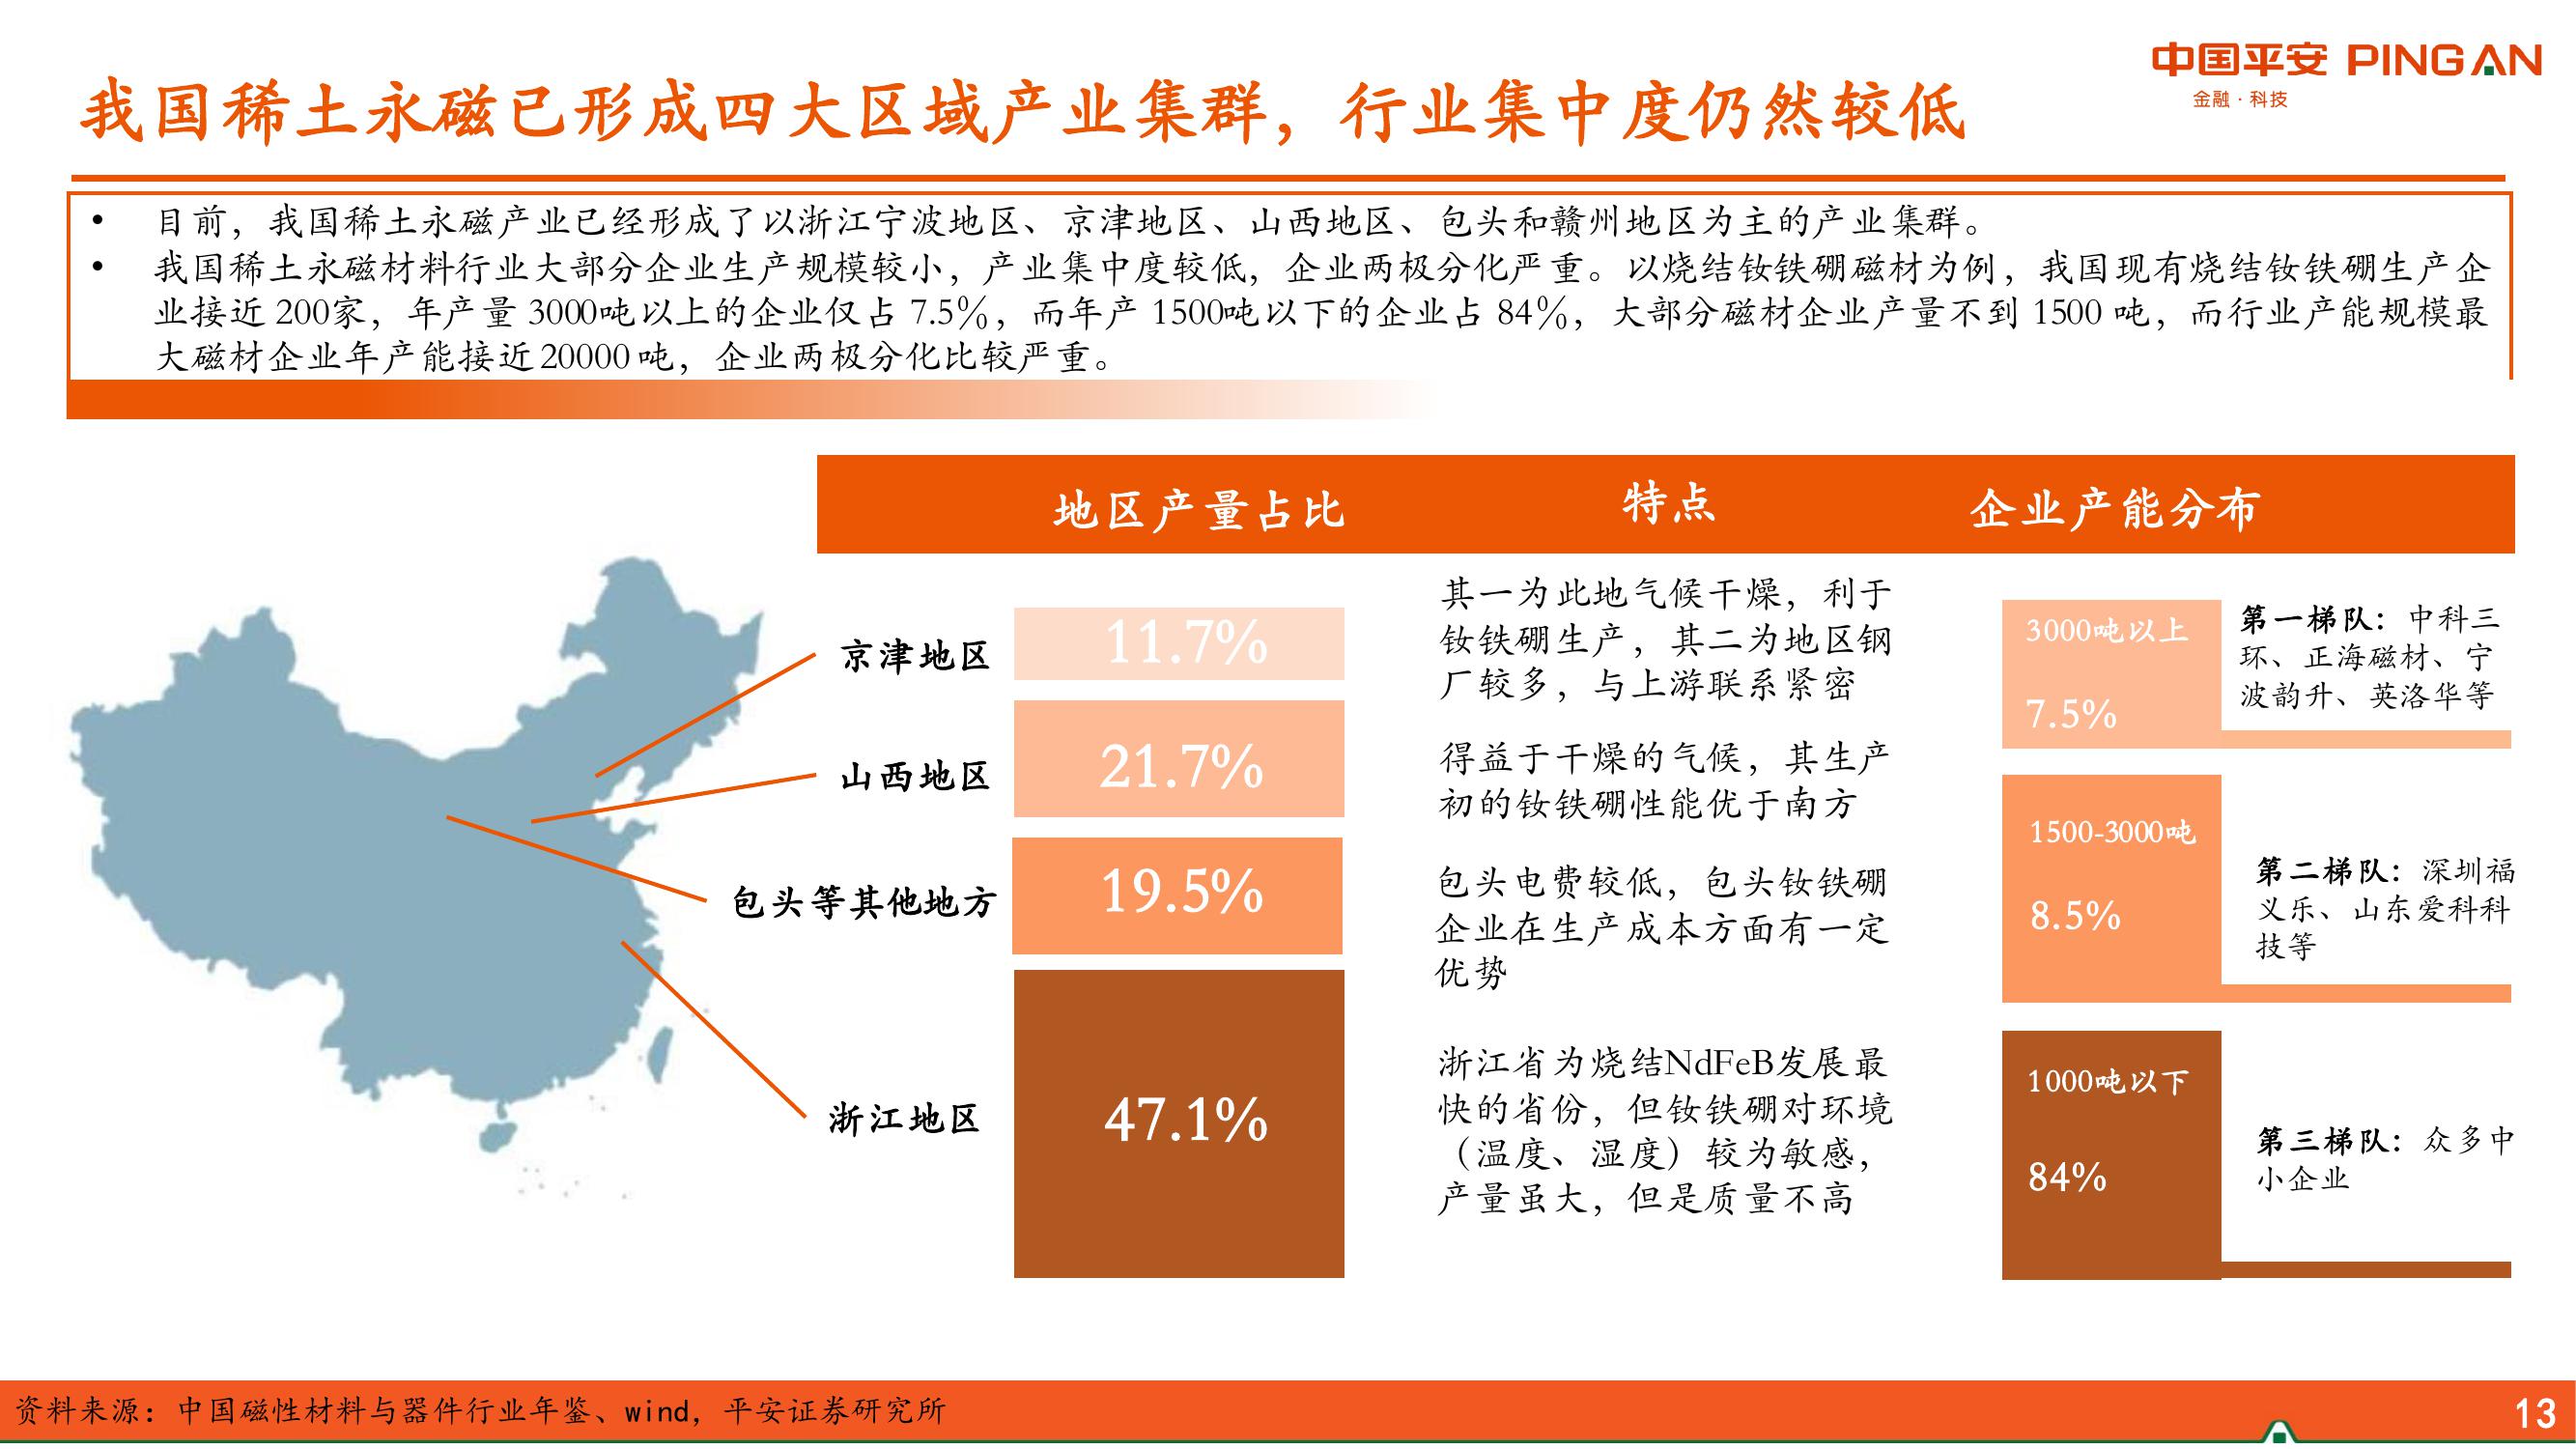 中国平安 PINGAN
金融·科技
我国稀土永磁已形成四大区域产业集群，行业集中度仍然较低
• 目前，我国稀土永磁产业已经形成了以浙江宁波地区、京津地区、山西地区、包头和赣州地区为主的产业集群。
• 我国稀土永磁材料行业大部分企业生产规模较小，产业集中度较低，企业两极分化严重。以烧结钕铁硼磁材为例，我国现有烧结钕铁硼生产企
业接近 200家，年产量 3000吨以上的企业仅占 7.5%，而年产 1500吨以下的企业占 84%，大部分磁材企业产量不到 1500 吨，而行业产能规模最
大磁材企业年产能接近 20000 吨，企业两极分化比较严重。
地区产量占比
特点
企业产能分布
京津地区
11.7%
其一为此地气候干燥，利于
钕铁硼生产，其二为地区钢
厂较多，与上游联系紧密
山西地区
21.7%
得益于干燥的气候，其生产
初的钕铁硼性能优于南方
包头等其他地方
19.5%
包头电费较低，包头钕铁硼
企业在生产成本方面有一定
优势
浙江地区
47.1%
浙江省为烧结NdFeB发展最
快的省份，但钕铁硼对环境
（温度、湿度）较为敏感，
产量虽大，但是质量不高
3000吨以上
7.5%
第一梯队：中科三
环、正海磁材、宁
波韵升、英洛华等
1500-3000吨
8.5%
第二梯队：深圳福
义乐、山东爱科科
技等
1000吨以下
84%
第三梯队：众多中
小企业
资料来源：中国磁性材料与器件行业年鉴、wind，平安证券研究所
13